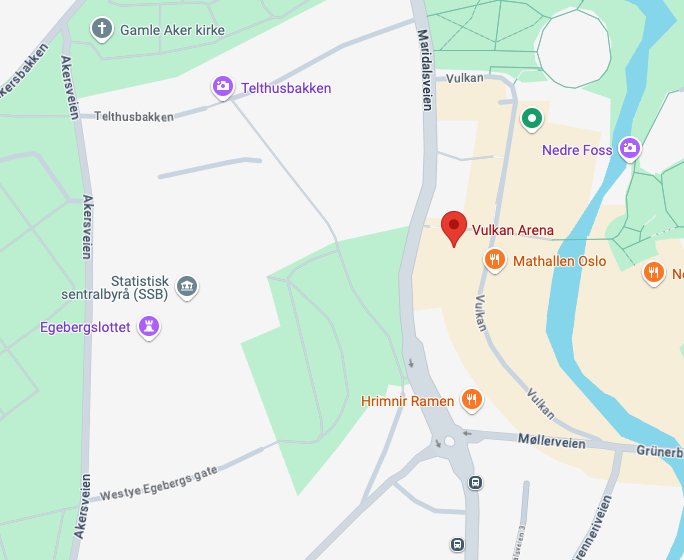 Gamle Aker kirke
Akersveien
Maridalsveien
Vulkan
Telthusbakken
Telthusbakken
Nedre Foss
Akersveien
Vulkan Arena
Mathallen Oslo
Statistisk
sentralbyrå (SSB)
Egebergslottet
Vulkan
Hrimnir Ramen
Vulkan
Møllerveien
Grünerb
Westye Egebergs gate
Akersveien